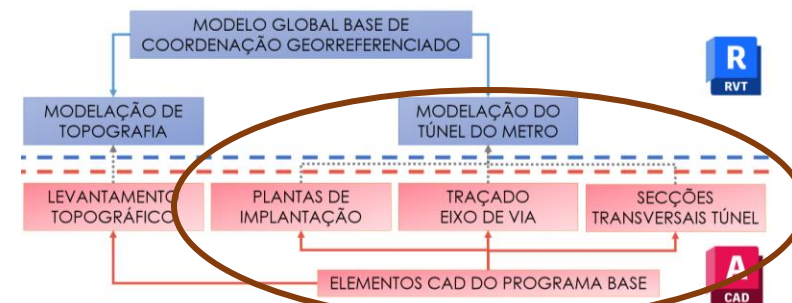 MODELO GLOBAL BASE DE
COORDENAÇÃO GEORREFERENCIADO
R
RVT
MODELAÇÃO DE
TOPOGRAFIA
MODELAÇÃO DO
TÚNEL DO METRO
LEVANTAMENTO
TOPOGRÁFICO
PLANTAS DE
IMPLANTAÇÃO
TRAÇADO
EIXO DE VIA
SECÇÕES
TRANSVERSAIS TÚNEL
ELEMENTOS CAD DO PROGRAMA BASE
A
CAD